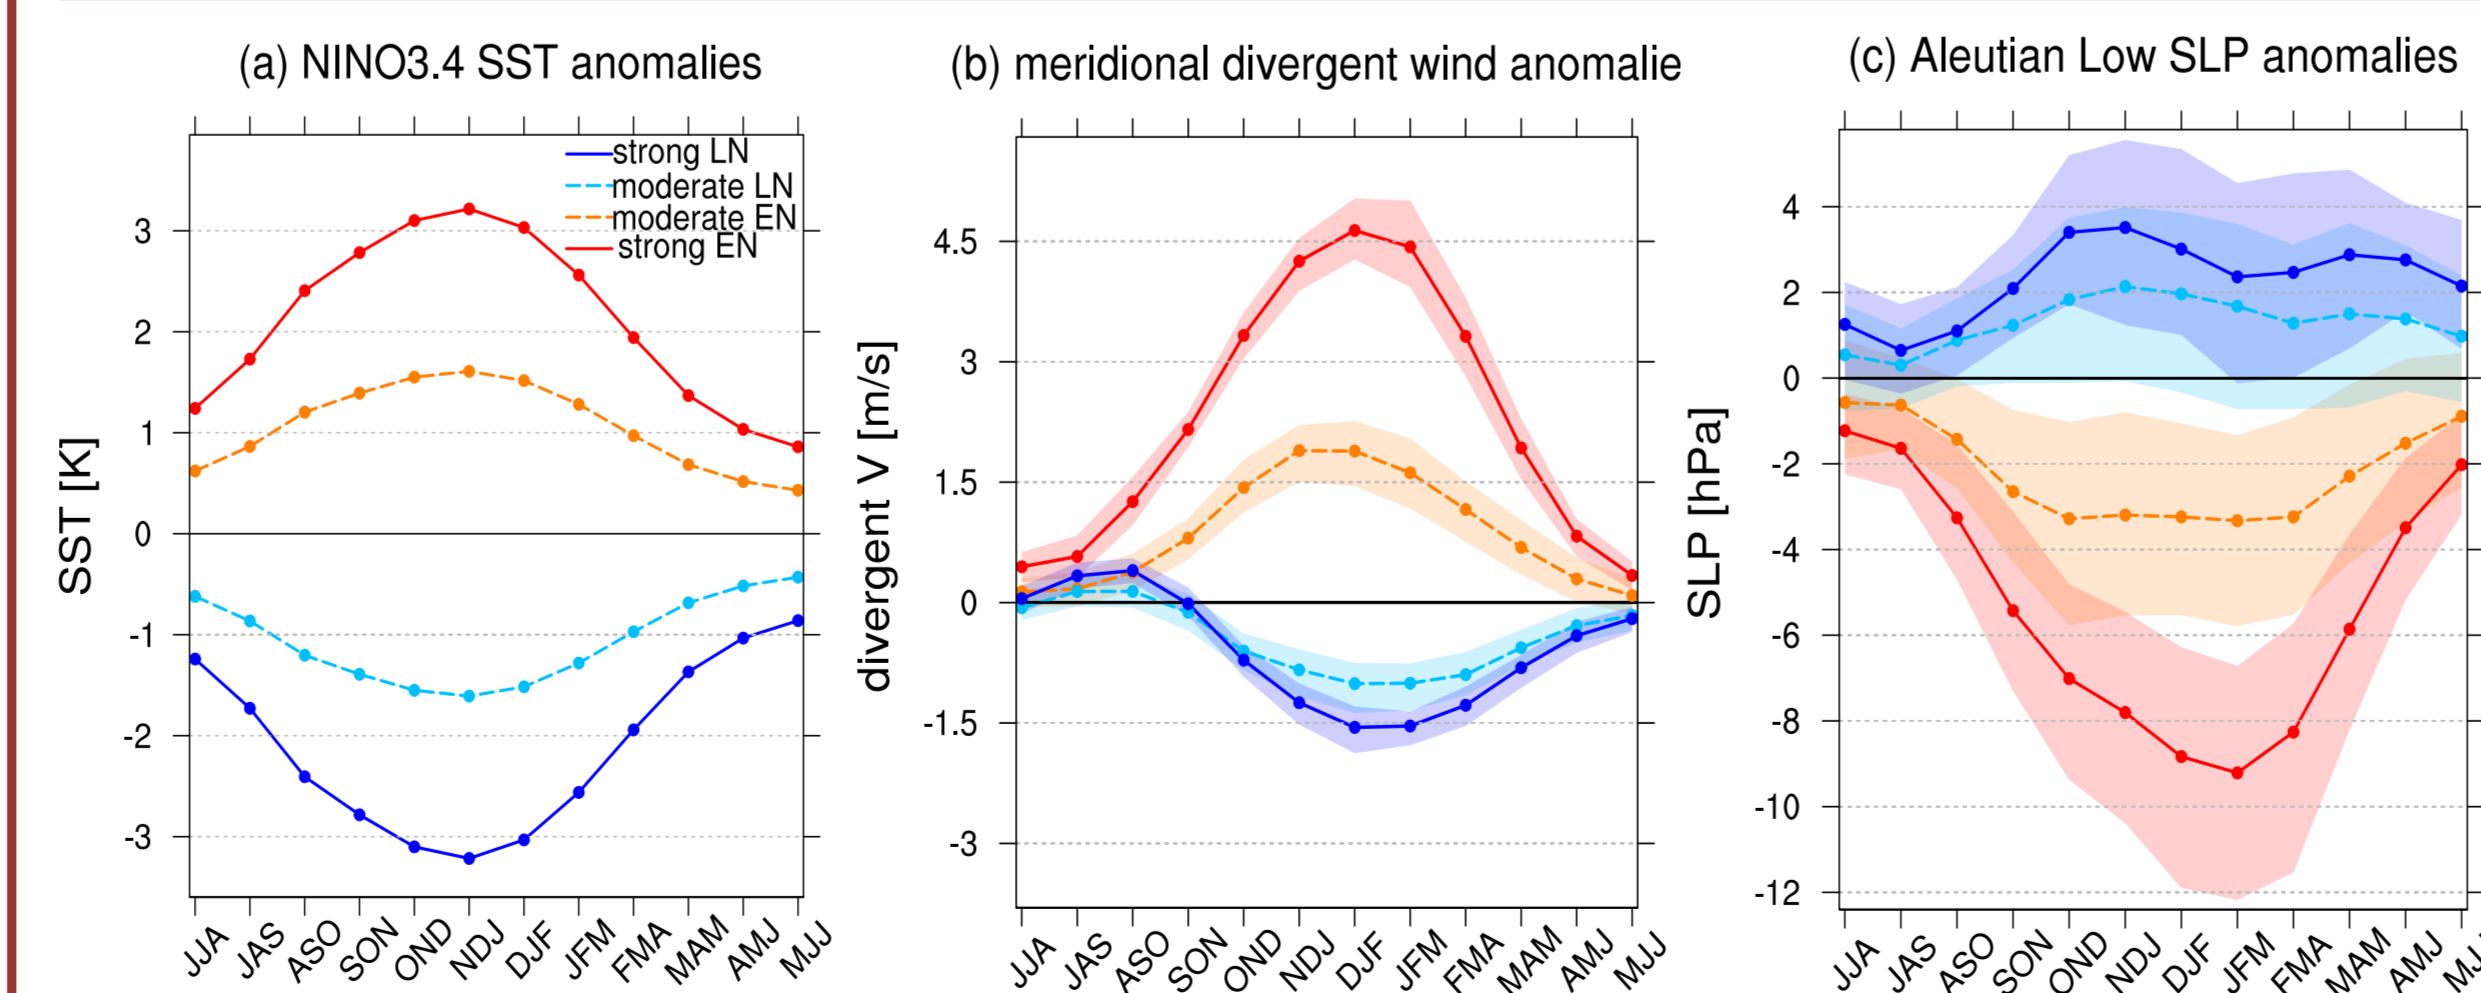 (a) NINO3.4 SST anomalies
SST [K]
3
2
1
0
-1
-2
-3
strong LN
moderate LN
moderate EN
strong EN
JJA
JAS
ASO
SON
OND
NDJ
DJF
JFM
FMA
MAM
AMJ
MJJ
(b) meridional divergent wind anomalie
divergent V [m/s]
4.5
3
1.5
0
-1.5
-3
JJA
JAS
ASO
SON
OND
NDJ
DJF
JFM
FMA
MAM
AMJ
MJJ
(c) Aleutian Low SLP anomalies
SLP [hPa]
4
2
0
-2
-4
-6
-8
-10
-12
JJA
JAS
ASO
SON
OND
NDJ
DJF
JFM
FMA
MAM
AMJ